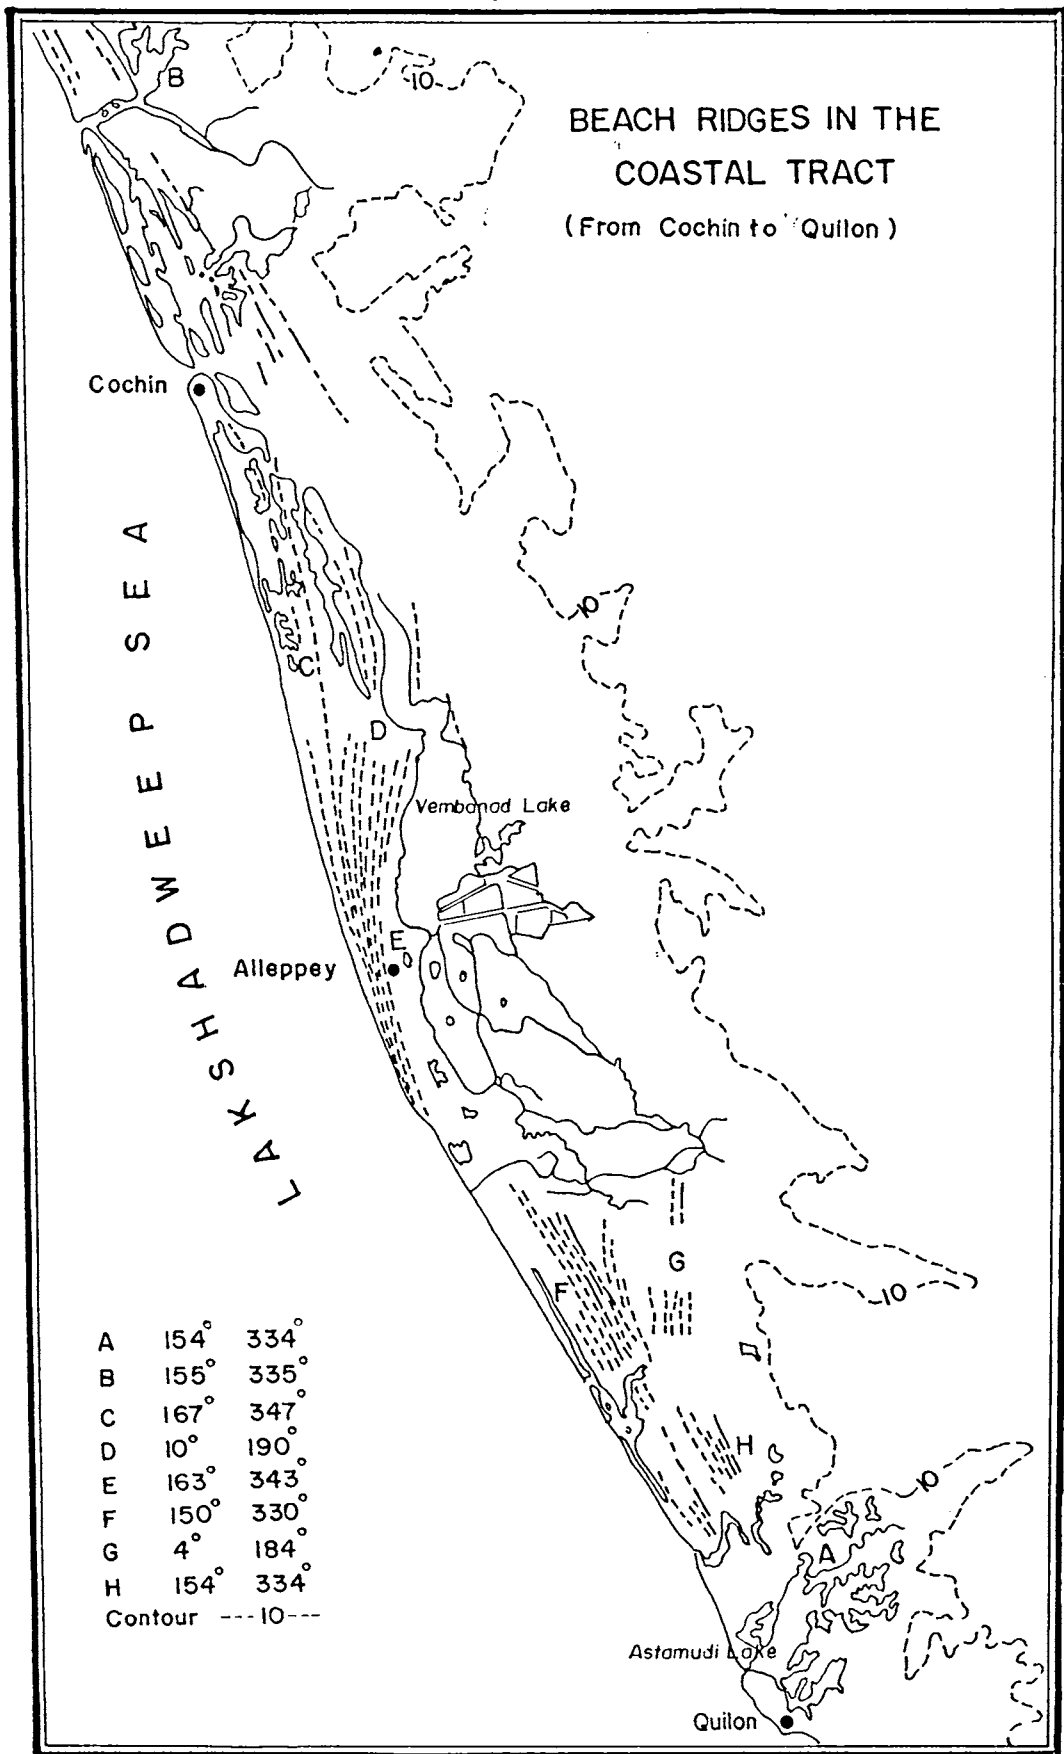 B
10
BEACH RIDGES IN THE
COASTAL TRACT
(From Cochin to Quilon)
Cochin
LAKSHADWEEP SEA
10
C
D
Vembanad Lake
E
Alleppey
G
F
10
A 154° 334°
B 155° 335°
C 167° 347°
D 10° 190°
E 163° 343°
F 150° 330°
G 4° 184°
H 154° 334°
Contour ---10---
H
10
A
Astamudi Lake
Quilon